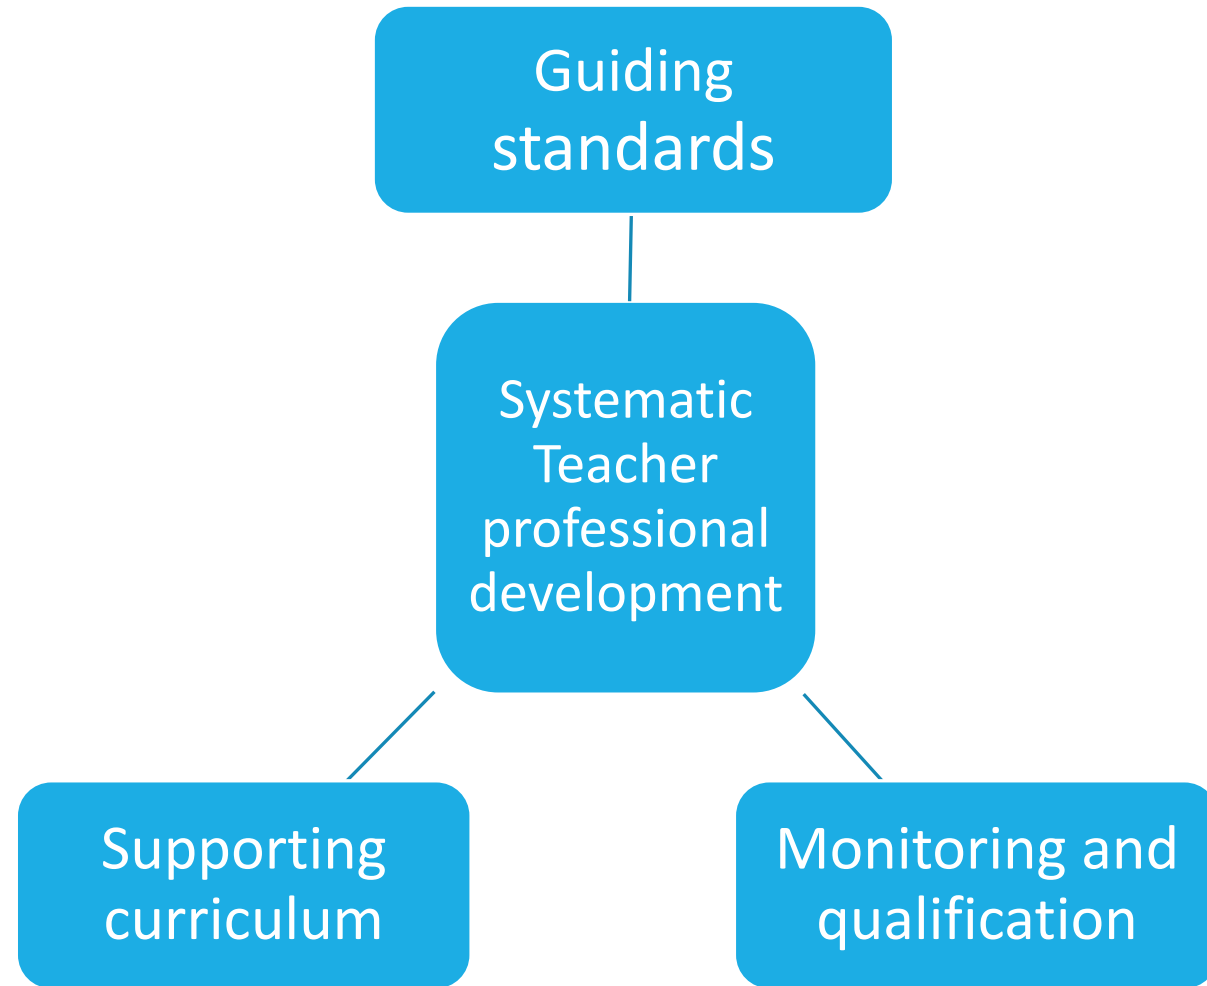 Guiding
standards
Systematic
Teacher
professional
development
Supporting
curriculum
Monitoring and
qualification